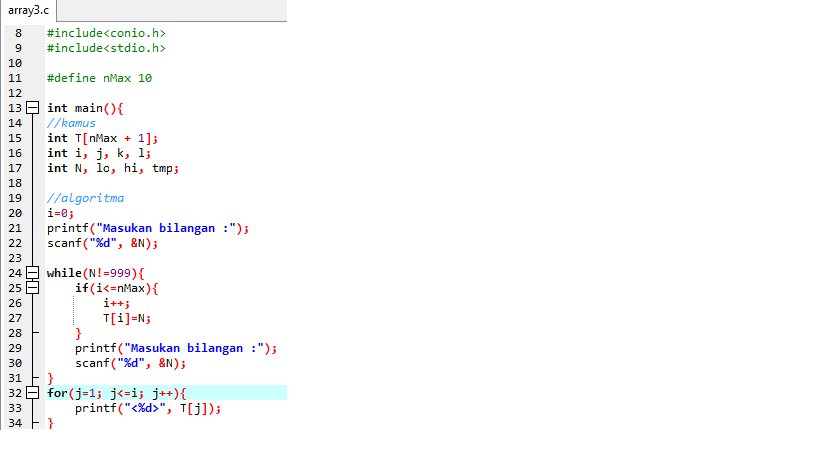 array3.c
8 #include<conio.h>
9 #include<stdio.h>
10
11 #define nMax 10
12
13 int main(){
14 //kamus
15 int T[nMax + 1];
16 int i, j, k, l;
17 int N, lo, hi, tmp;
18
19 //algoritma
20 i=0;
21 printf("Masukan bilangan :");
22 scanf("%d", &N);
23
24 while(N!=999){
25     if(i<=nMax){
26         i++;
27         T[i]=N;
28     }
29     printf("Masukan bilangan :");
30     scanf("%d", &N);
31 }
32 for(j=1; j<=i; j++){
33     printf("<%d>", T[j]);
34 }